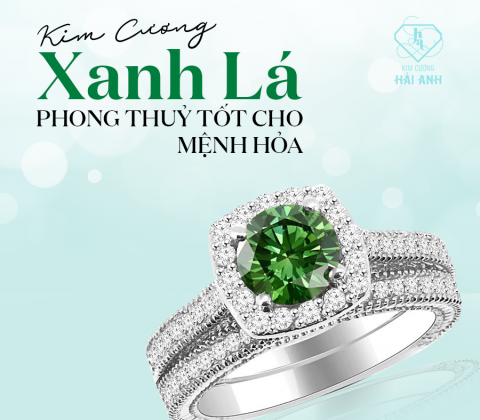 Kim Cương
Xanh Lá
PHONG THUỶ TỐT CHO
MỆNH HỎA
KIM CƯƠNG
HẢI ANH